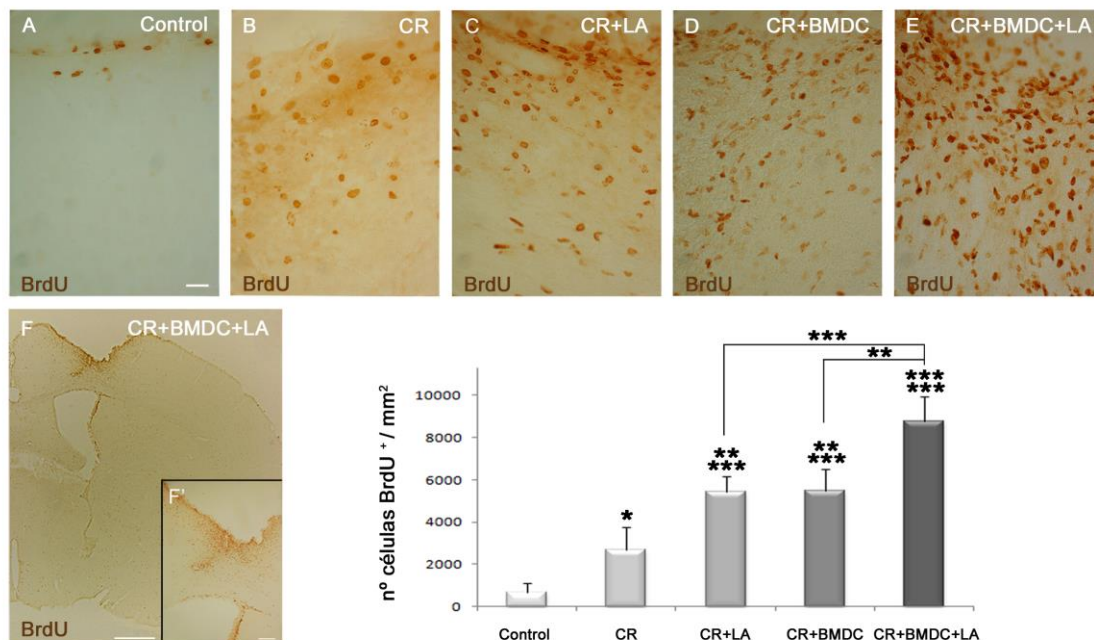 A Control
BrdU
B CR
BrdU
C CR+LA
BrdU
D CR+BMDC
BrdU
E CR+BMDC+LA
BrdU
F CR+BMDC+LA
BrdU
F'
nº células BrdU ⁺ / mm²
10000
8000
6000
4000
2000
0
*
**
***
**
***
***
***
***
**
Control CR CR+LA CR+BMDC CR+BMDC+LA